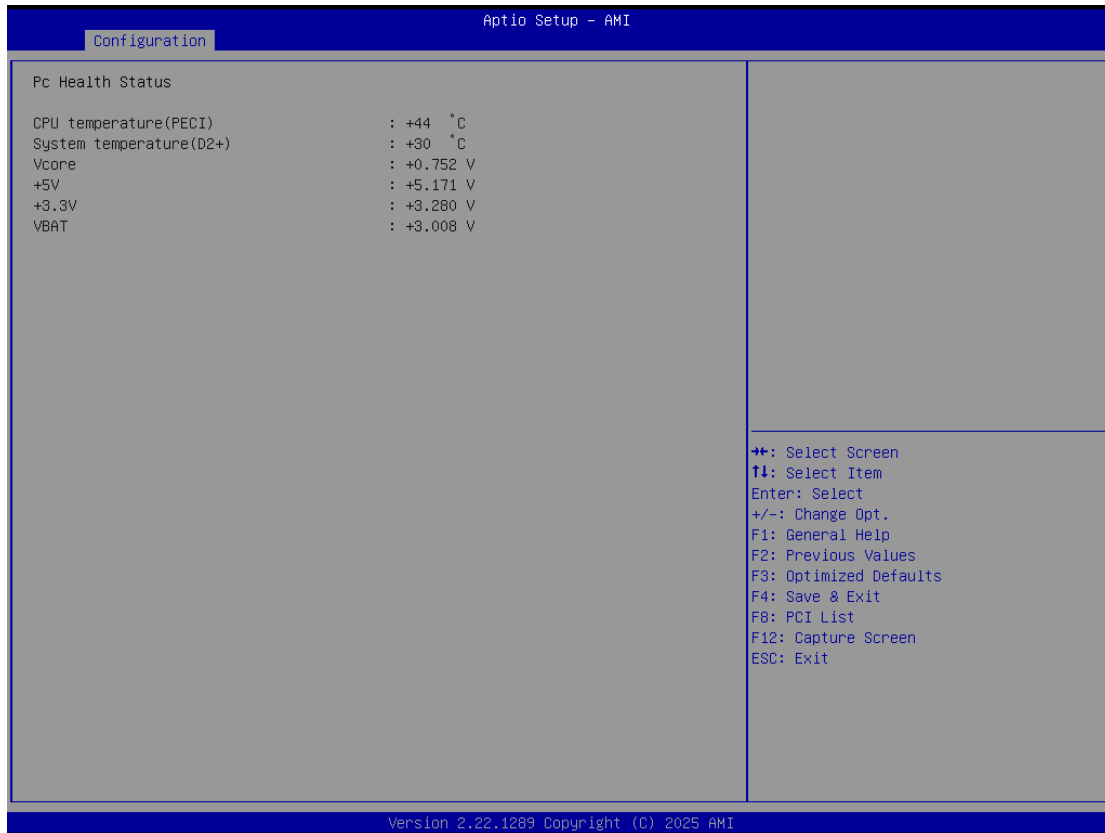 Aptio Setup – AMI
Configuration
Pc Health Status
CPU temperature(PECI) : +44 °C
System temperature(D2+) : +30 °C
Vcore : +0.752 V
+5V : +5.171 V
+3.3V : +3.280 V
VBAT : +3.008 V
→←: Select Screen
↑↓: Select Item
Enter: Select
+/-: Change Opt.
F1: General Help
F2: Previous Values
F3: Optimized Defaults
F4: Save & Exit
F8: PCI List
F12: Capture Screen
ESC: Exit
Version 2.22.1289 Copyright (C) 2025 AMI